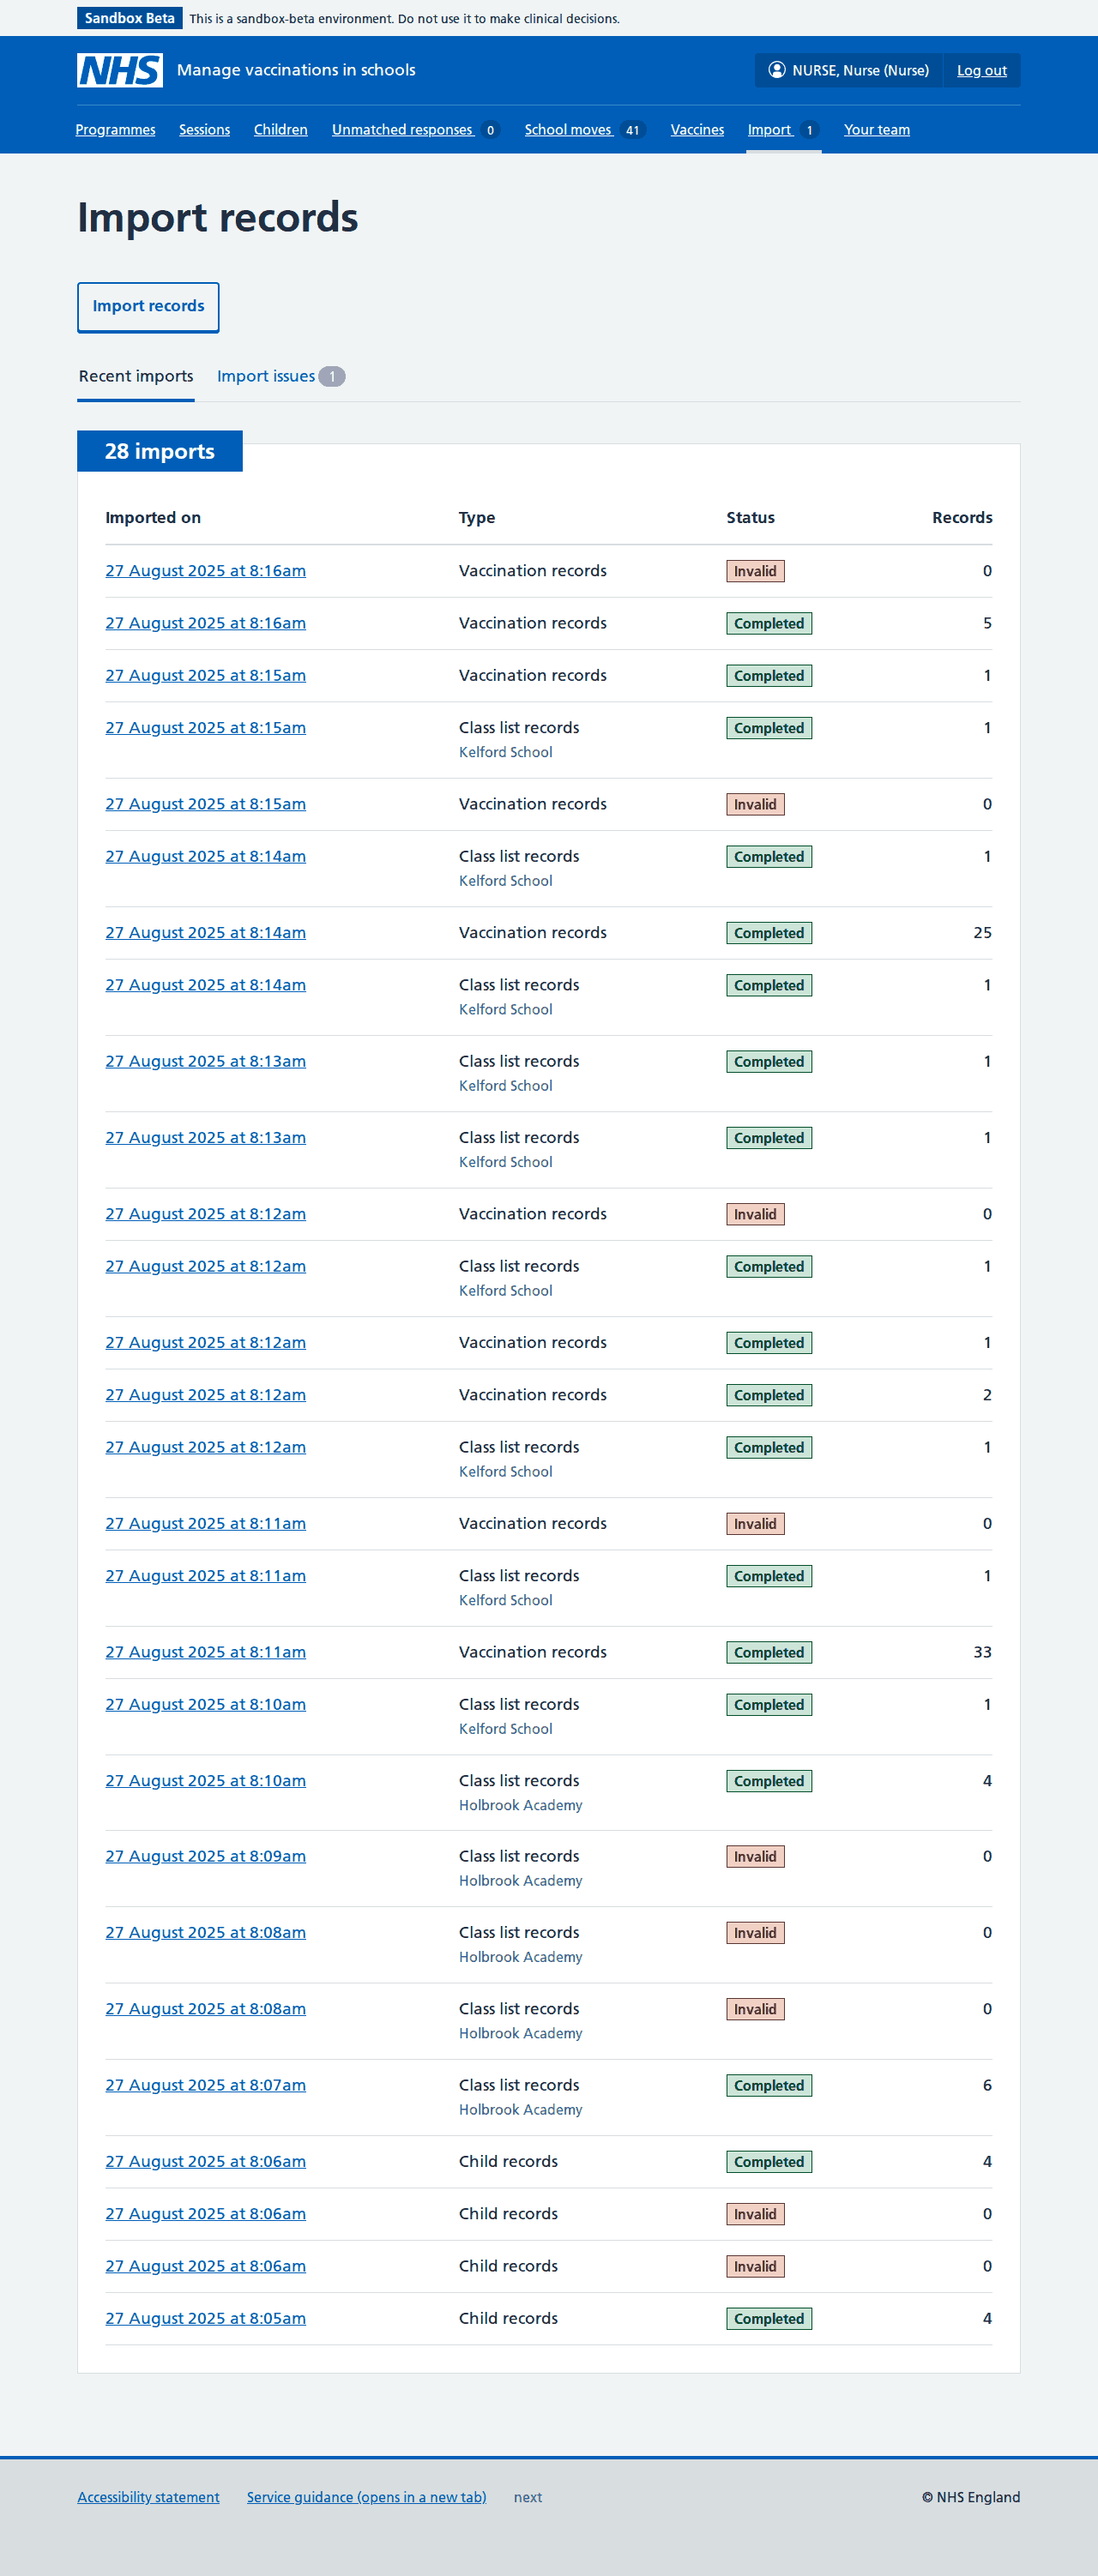 Sandbox Beta This is a sandbox-beta environment. Do not use it to make clinical decisions.
NHS Manage vaccinations in schools NURSE, Nurse (Nurse) Log out
Programmes Sessions Children Unmatched responses 0 School moves 41 Vaccines Import 1 Your team
Import records
Import records
Recent imports Import issues 1
28 imports
Imported on Type Status Records
27 August 2025 at 8:16am Vaccination records Invalid 0
27 August 2025 at 8:16am Vaccination records Completed 5
27 August 2025 at 8:15am Vaccination records Completed 1
27 August 2025 at 8:15am Class list records Completed 1
Kelford School
27 August 2025 at 8:15am Vaccination records Invalid 0
27 August 2025 at 8:14am Class list records Completed 1
Kelford School
27 August 2025 at 8:14am Vaccination records Completed 25
27 August 2025 at 8:14am Class list records Completed 1
Kelford School
27 August 2025 at 8:13am Class list records Completed 1
Kelford School
27 August 2025 at 8:13am Class list records Completed 1
Kelford School
27 August 2025 at 8:12am Vaccination records Invalid 0
27 August 2025 at 8:12am Class list records Completed 1
Kelford School
27 August 2025 at 8:12am Vaccination records Completed 1
27 August 2025 at 8:12am Vaccination records Completed 2
27 August 2025 at 8:12am Class list records Completed 1
Kelford School
27 August 2025 at 8:11am Vaccination records Invalid 0
27 August 2025 at 8:11am Class list records Completed 1
Kelford School
27 August 2025 at 8:11am Vaccination records Completed 33
27 August 2025 at 8:10am Class list records Completed 1
Kelford School
27 August 2025 at 8:10am Class list records Completed 4
Holbrook Academy
27 August 2025 at 8:09am Class list records Invalid 0
Holbrook Academy
27 August 2025 at 8:08am Class list records Invalid 0
Holbrook Academy
27 August 2025 at 8:08am Class list records Invalid 0
Holbrook Academy
27 August 2025 at 8:07am Class list records Completed 6
Holbrook Academy
27 August 2025 at 8:06am Child records Completed 4
27 August 2025 at 8:06am Child records Invalid 0
27 August 2025 at 8:06am Child records Invalid 0
27 August 2025 at 8:05am Child records Completed 4
Accessibility statement Service guidance (opens in a new tab) next © NHS England